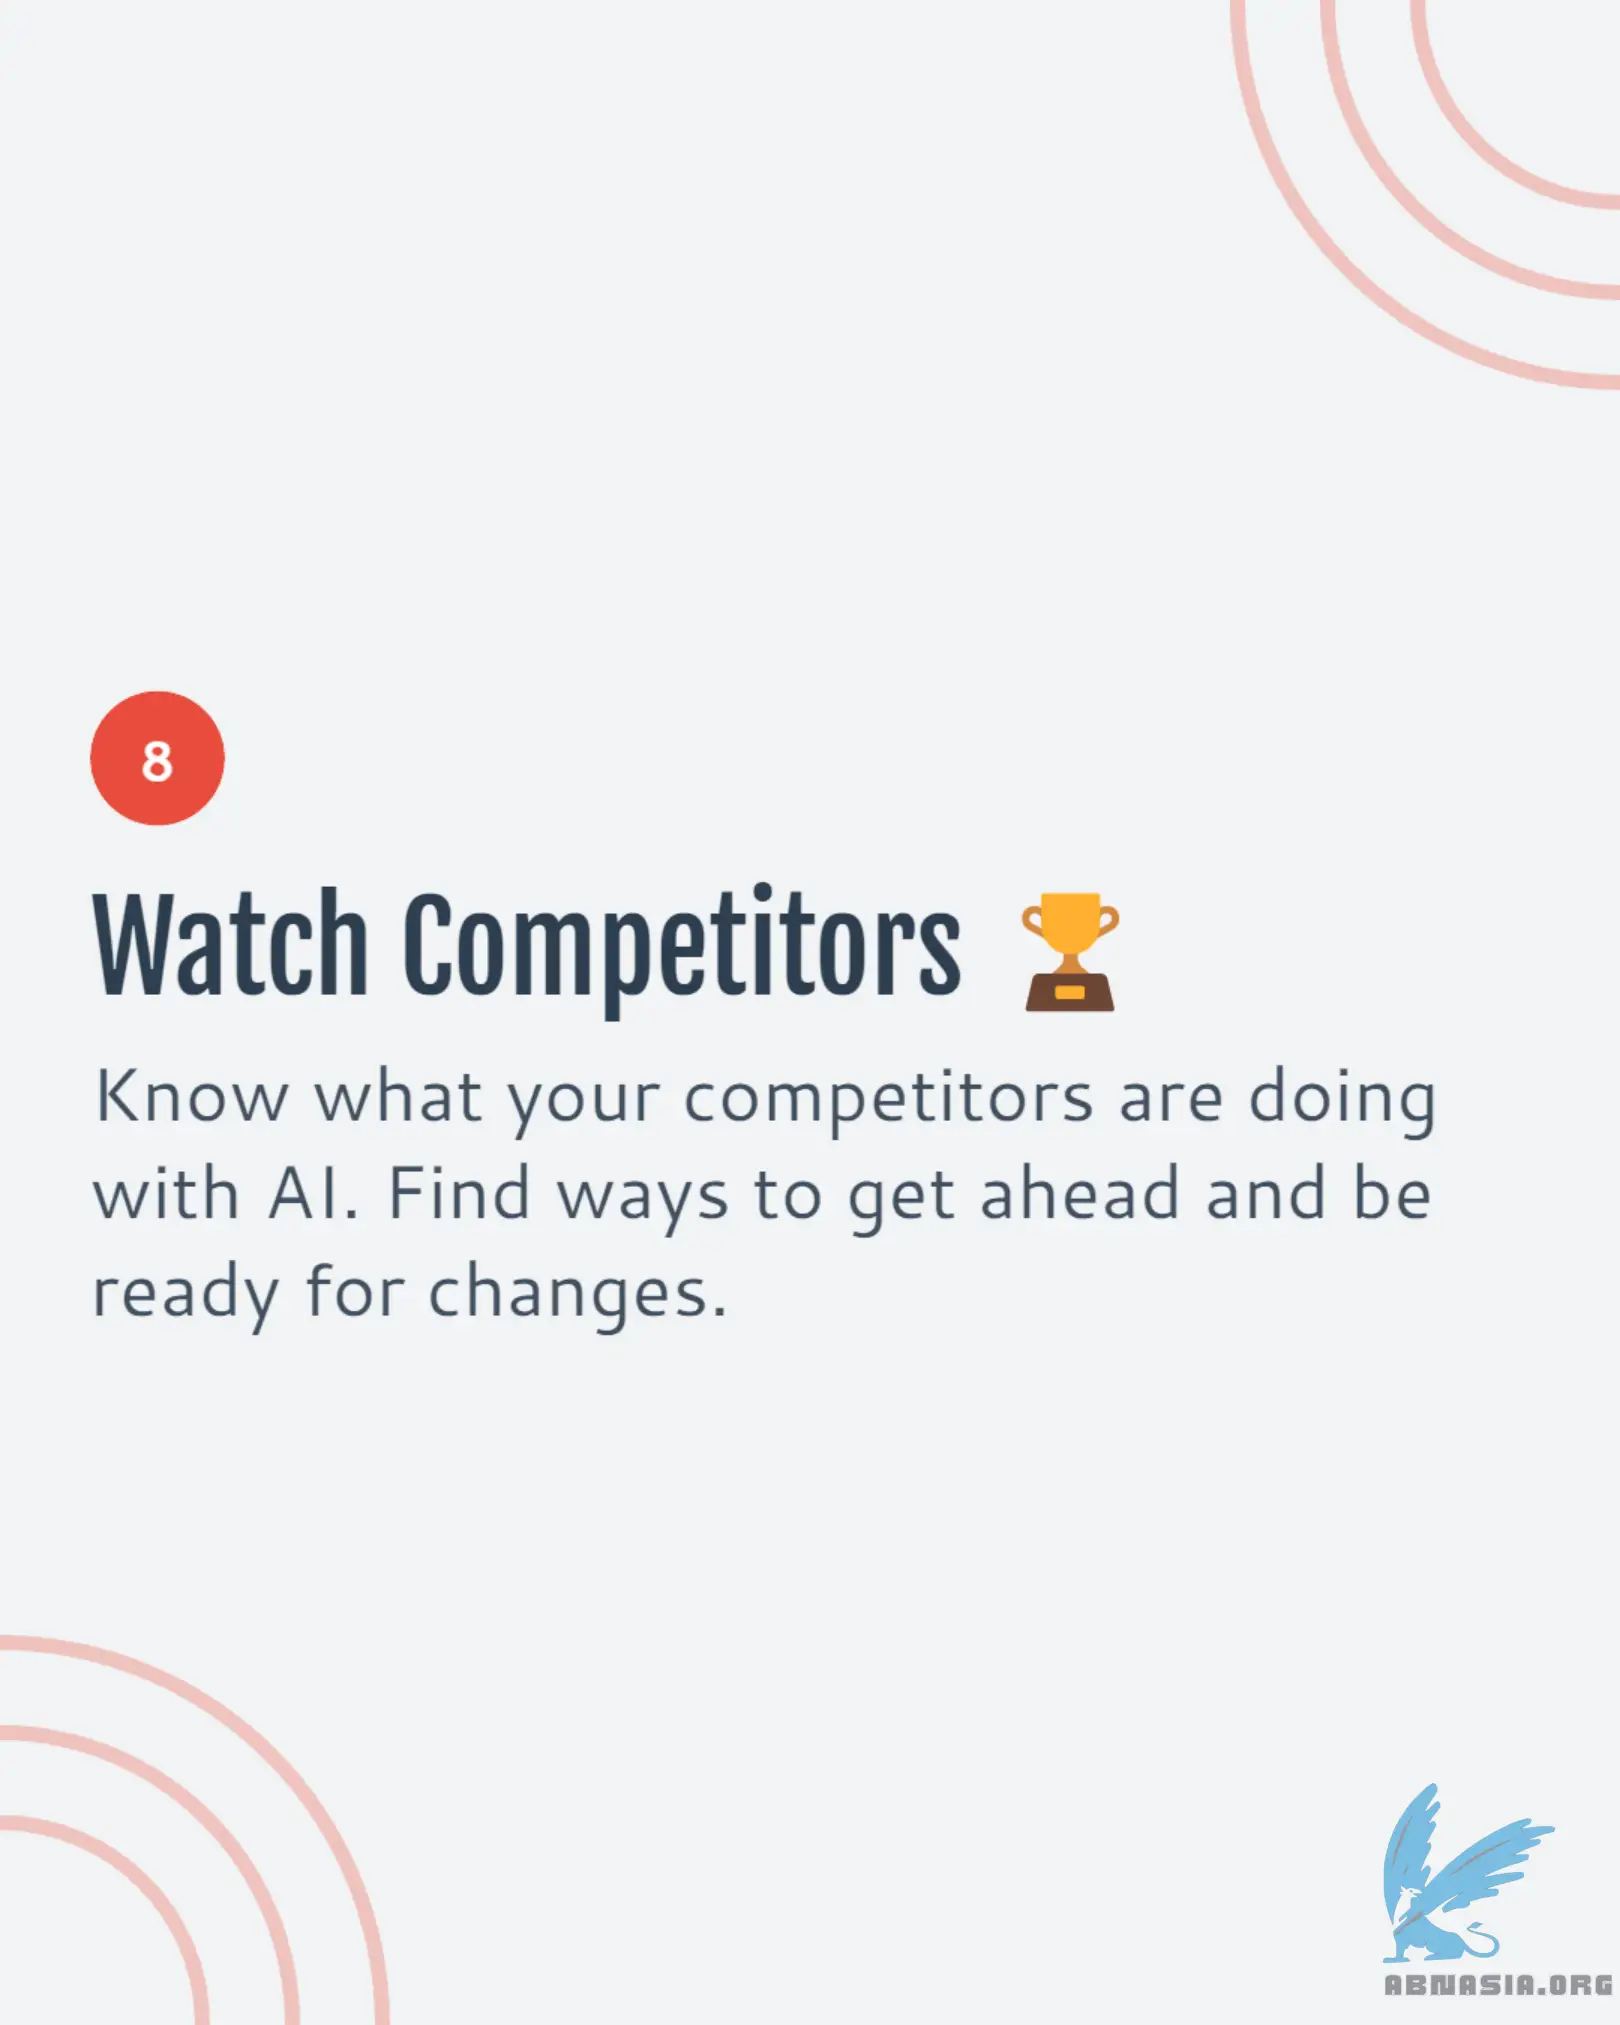 8
Watch Competitors 🏆
Know what your competitors are doing
with AI. Find ways to get ahead and be
ready for changes.
ABNASIA.ORG